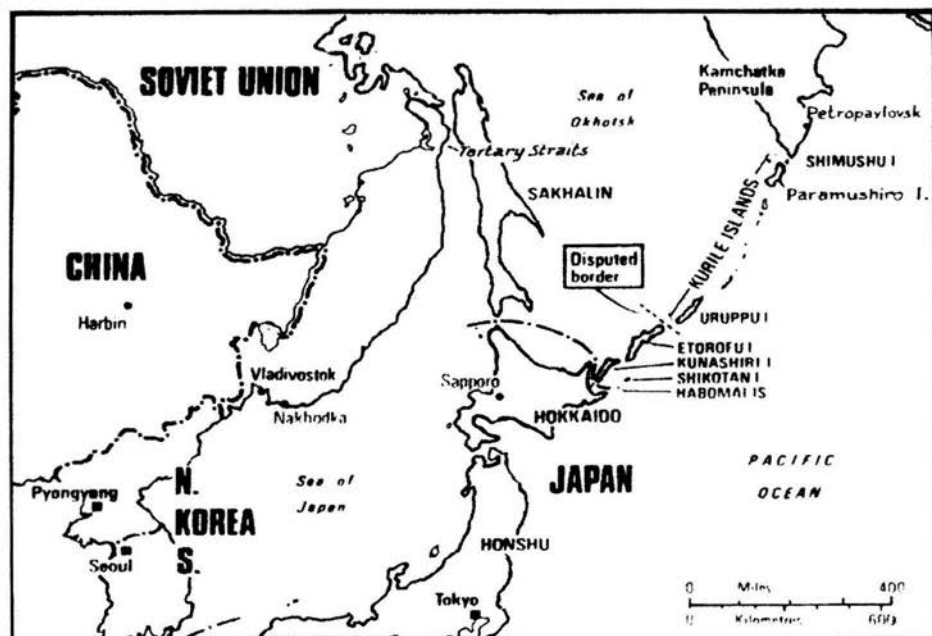 SOVIET UNION
Sea of
Okhotsk
Kamchatka
Peninsula
Petropavlovsk
Tartary Straits
SHIMUSHU I
Paramushiro I.
SAKHALIN
KURILE ISLANDS
CHINA
Harbin
Disputed
border
URUPPU I
ETOROFU I
KUNASHIRI I
SHIKOTAN I
HABOMAI IS
Vladivostok
Nakhodka
Sapporo
HOKKAIDO
JAPAN
PACIFIC
OCEAN
N.
KOREA
S.
Pyongyang
Seoul
Sea of
Japan
HONSHU
Tokyo
0 Miles 400
0 Kilometres 600